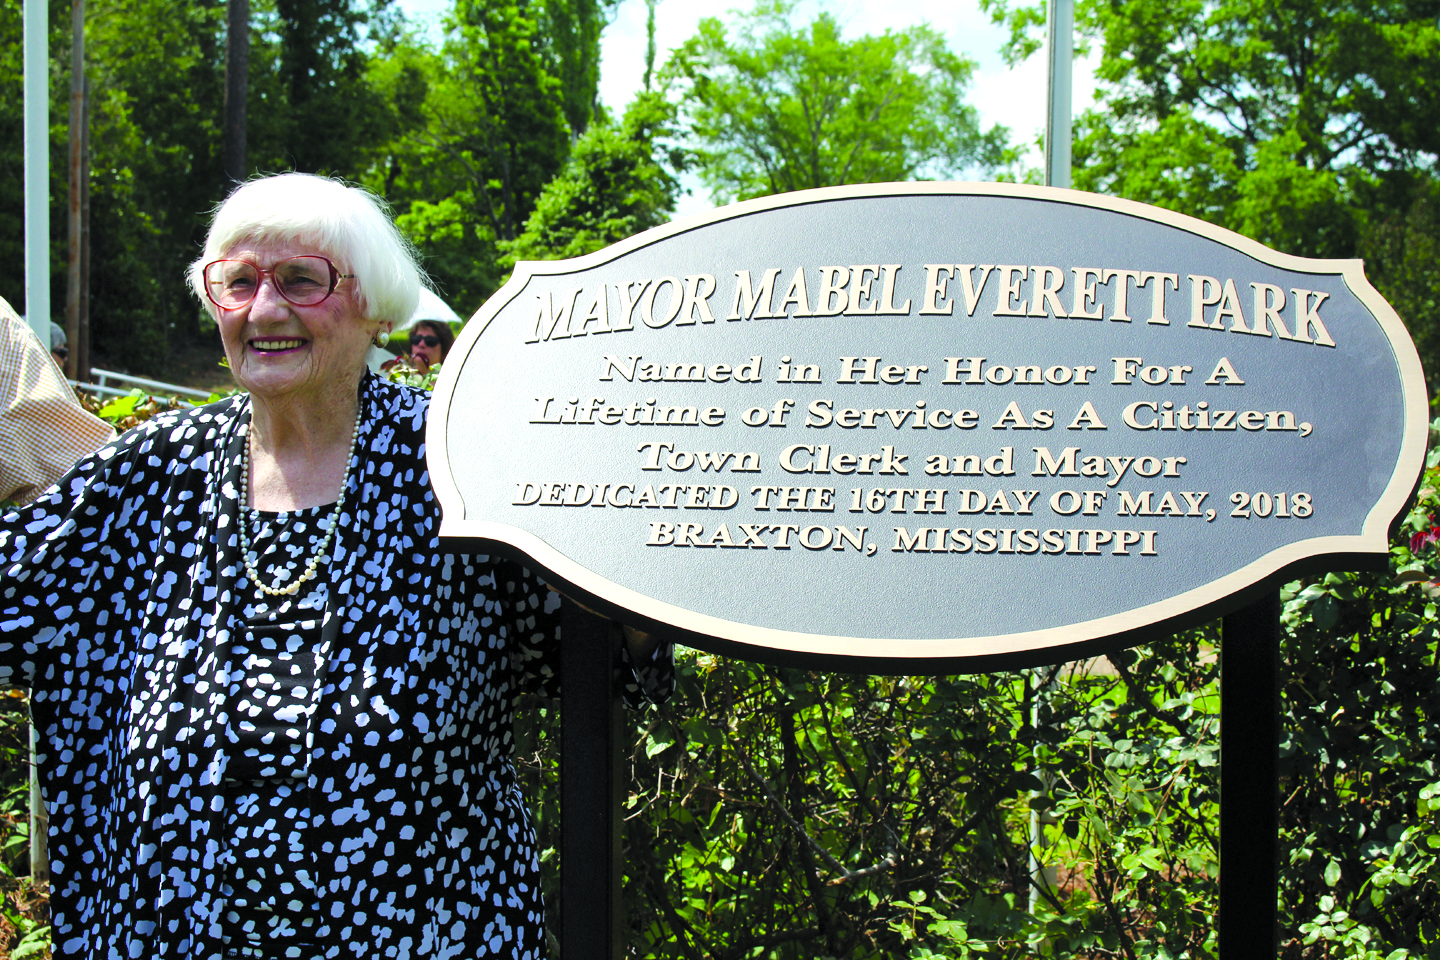 MAYOR MABEL EVERETT PARK
Named in Her Honor For A
Lifetime of Service As A Citizen,
Town Clerk and Mayor
DEDICATED THE 16TH DAY OF MAY, 2018
BRAXTON, MISSISSIPPI